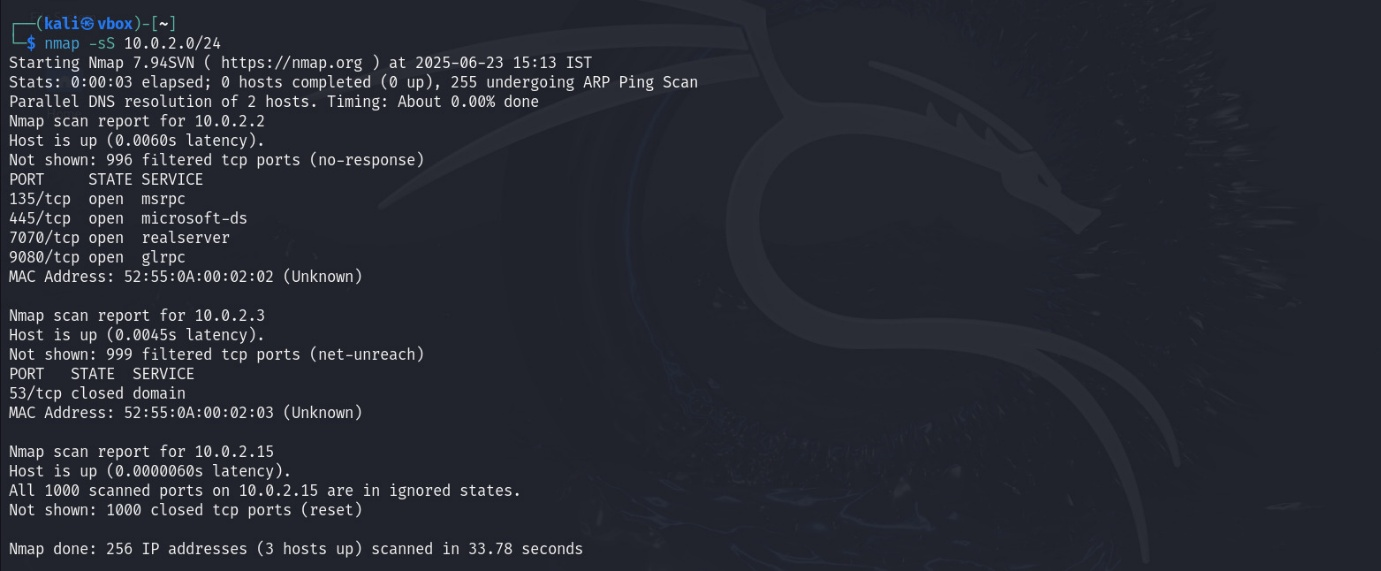 ┌──(kali㉿vbox)-[~]
└─$ nmap -sS 10.0.2.0/24
Starting Nmap 7.94SVN ( https://nmap.org ) at 2025-06-23 15:13 IST
Stats: 0:00:03 elapsed; 0 hosts completed (0 up), 255 undergoing ARP Ping Scan
Parallel DNS resolution of 2 hosts. Timing: About 0.00% done
Nmap scan report for 10.0.2.2
Host is up (0.0060s latency).
Not shown: 996 filtered tcp ports (no-response)
PORT     STATE SERVICE
135/tcp  open  msrpc
445/tcp  open  microsoft-ds
7070/tcp open  realserver
9080/tcp open  glrpc
MAC Address: 52:55:0A:00:02:02 (Unknown)

Nmap scan report for 10.0.2.3
Host is up (0.0045s latency).
Not shown: 999 filtered tcp ports (net-unreach)
PORT   STATE  SERVICE
53/tcp closed domain
MAC Address: 52:55:0A:00:02:03 (Unknown)

Nmap scan report for 10.0.2.15
Host is up (0.0000060s latency).
All 1000 scanned ports on 10.0.2.15 are in ignored states.
Not shown: 1000 closed tcp ports (reset)

Nmap done: 256 IP addresses (3 hosts up) scanned in 33.78 seconds